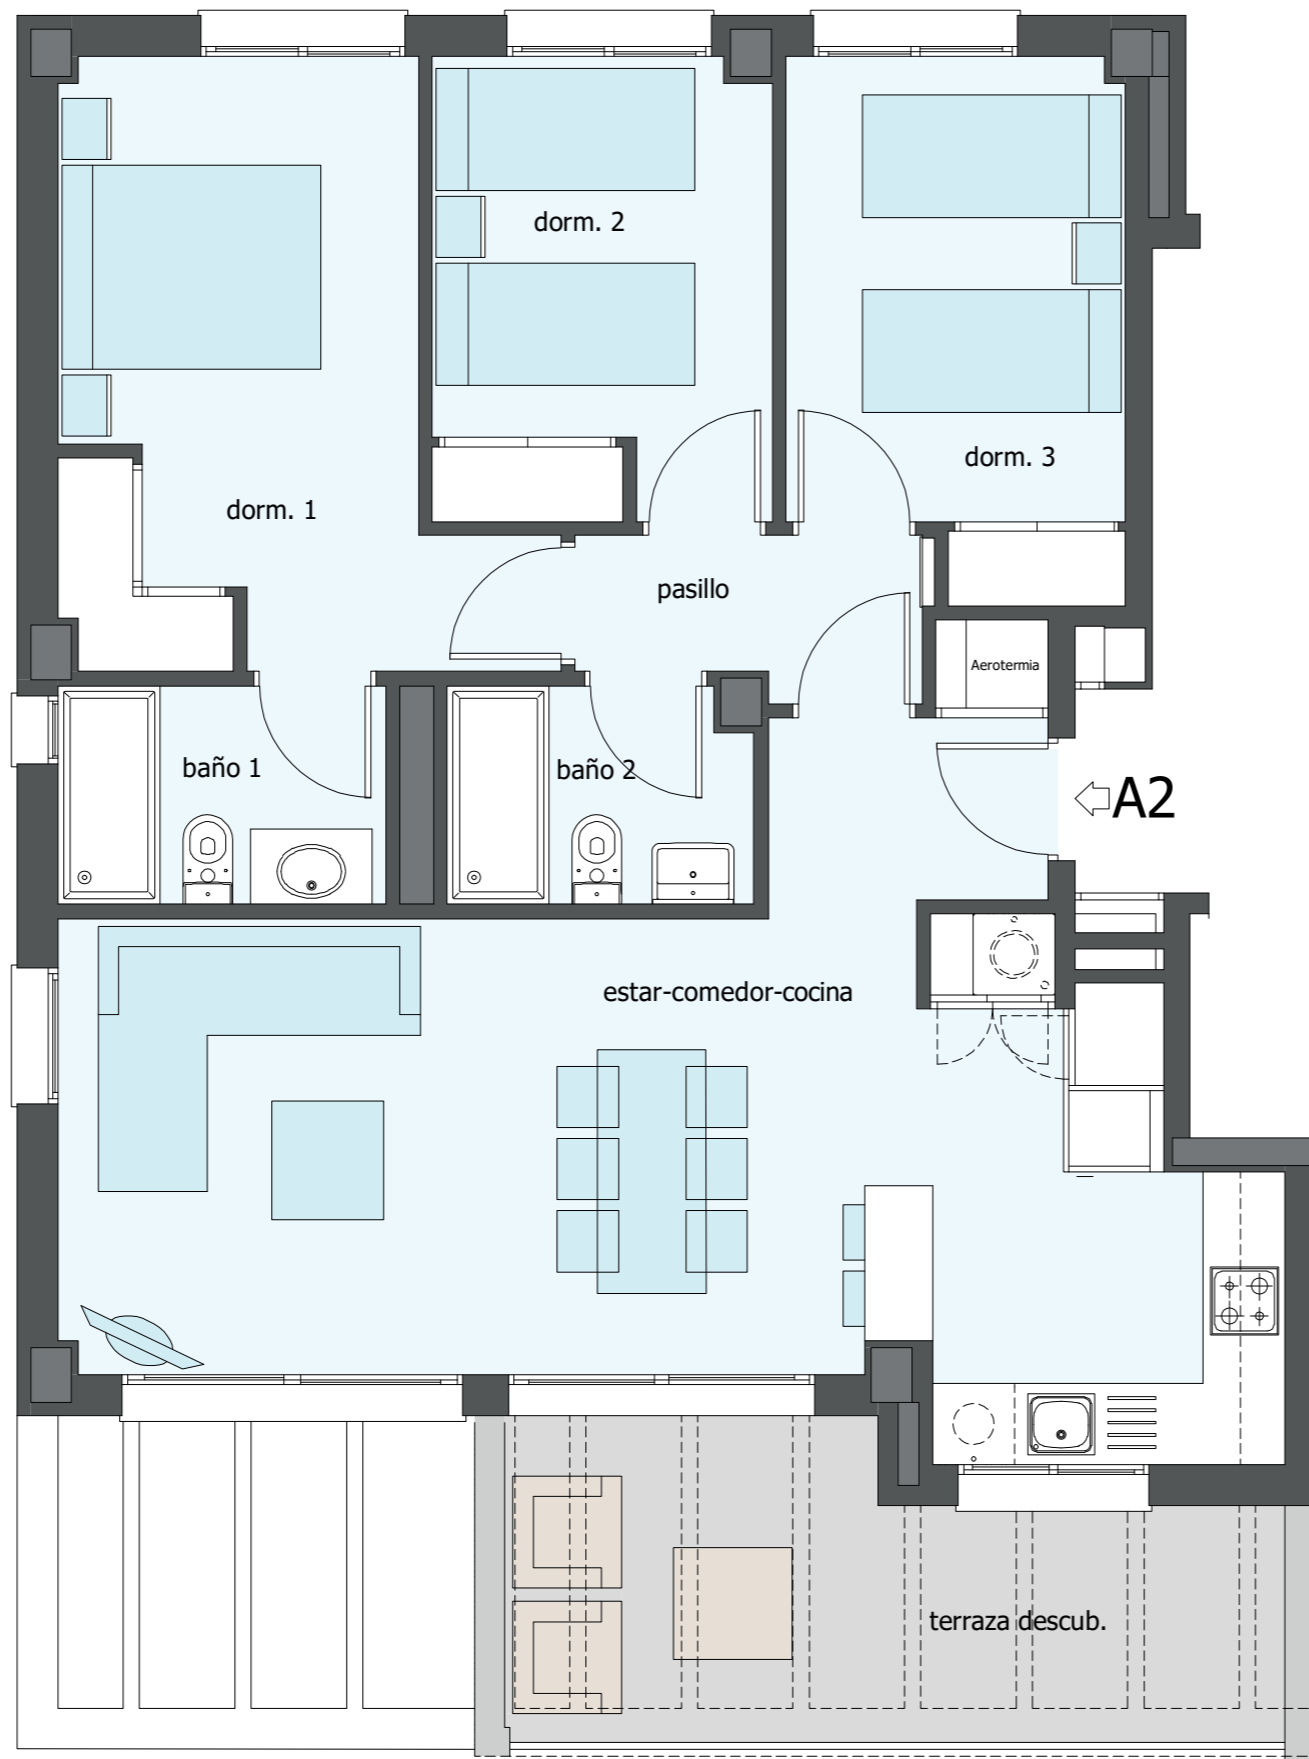 dorm. 2
dorm. 3
dorm. 1
pasillo
Aerotermia
baño 1
baño 2
A2
estar-comedor-cocina
terraza descub.